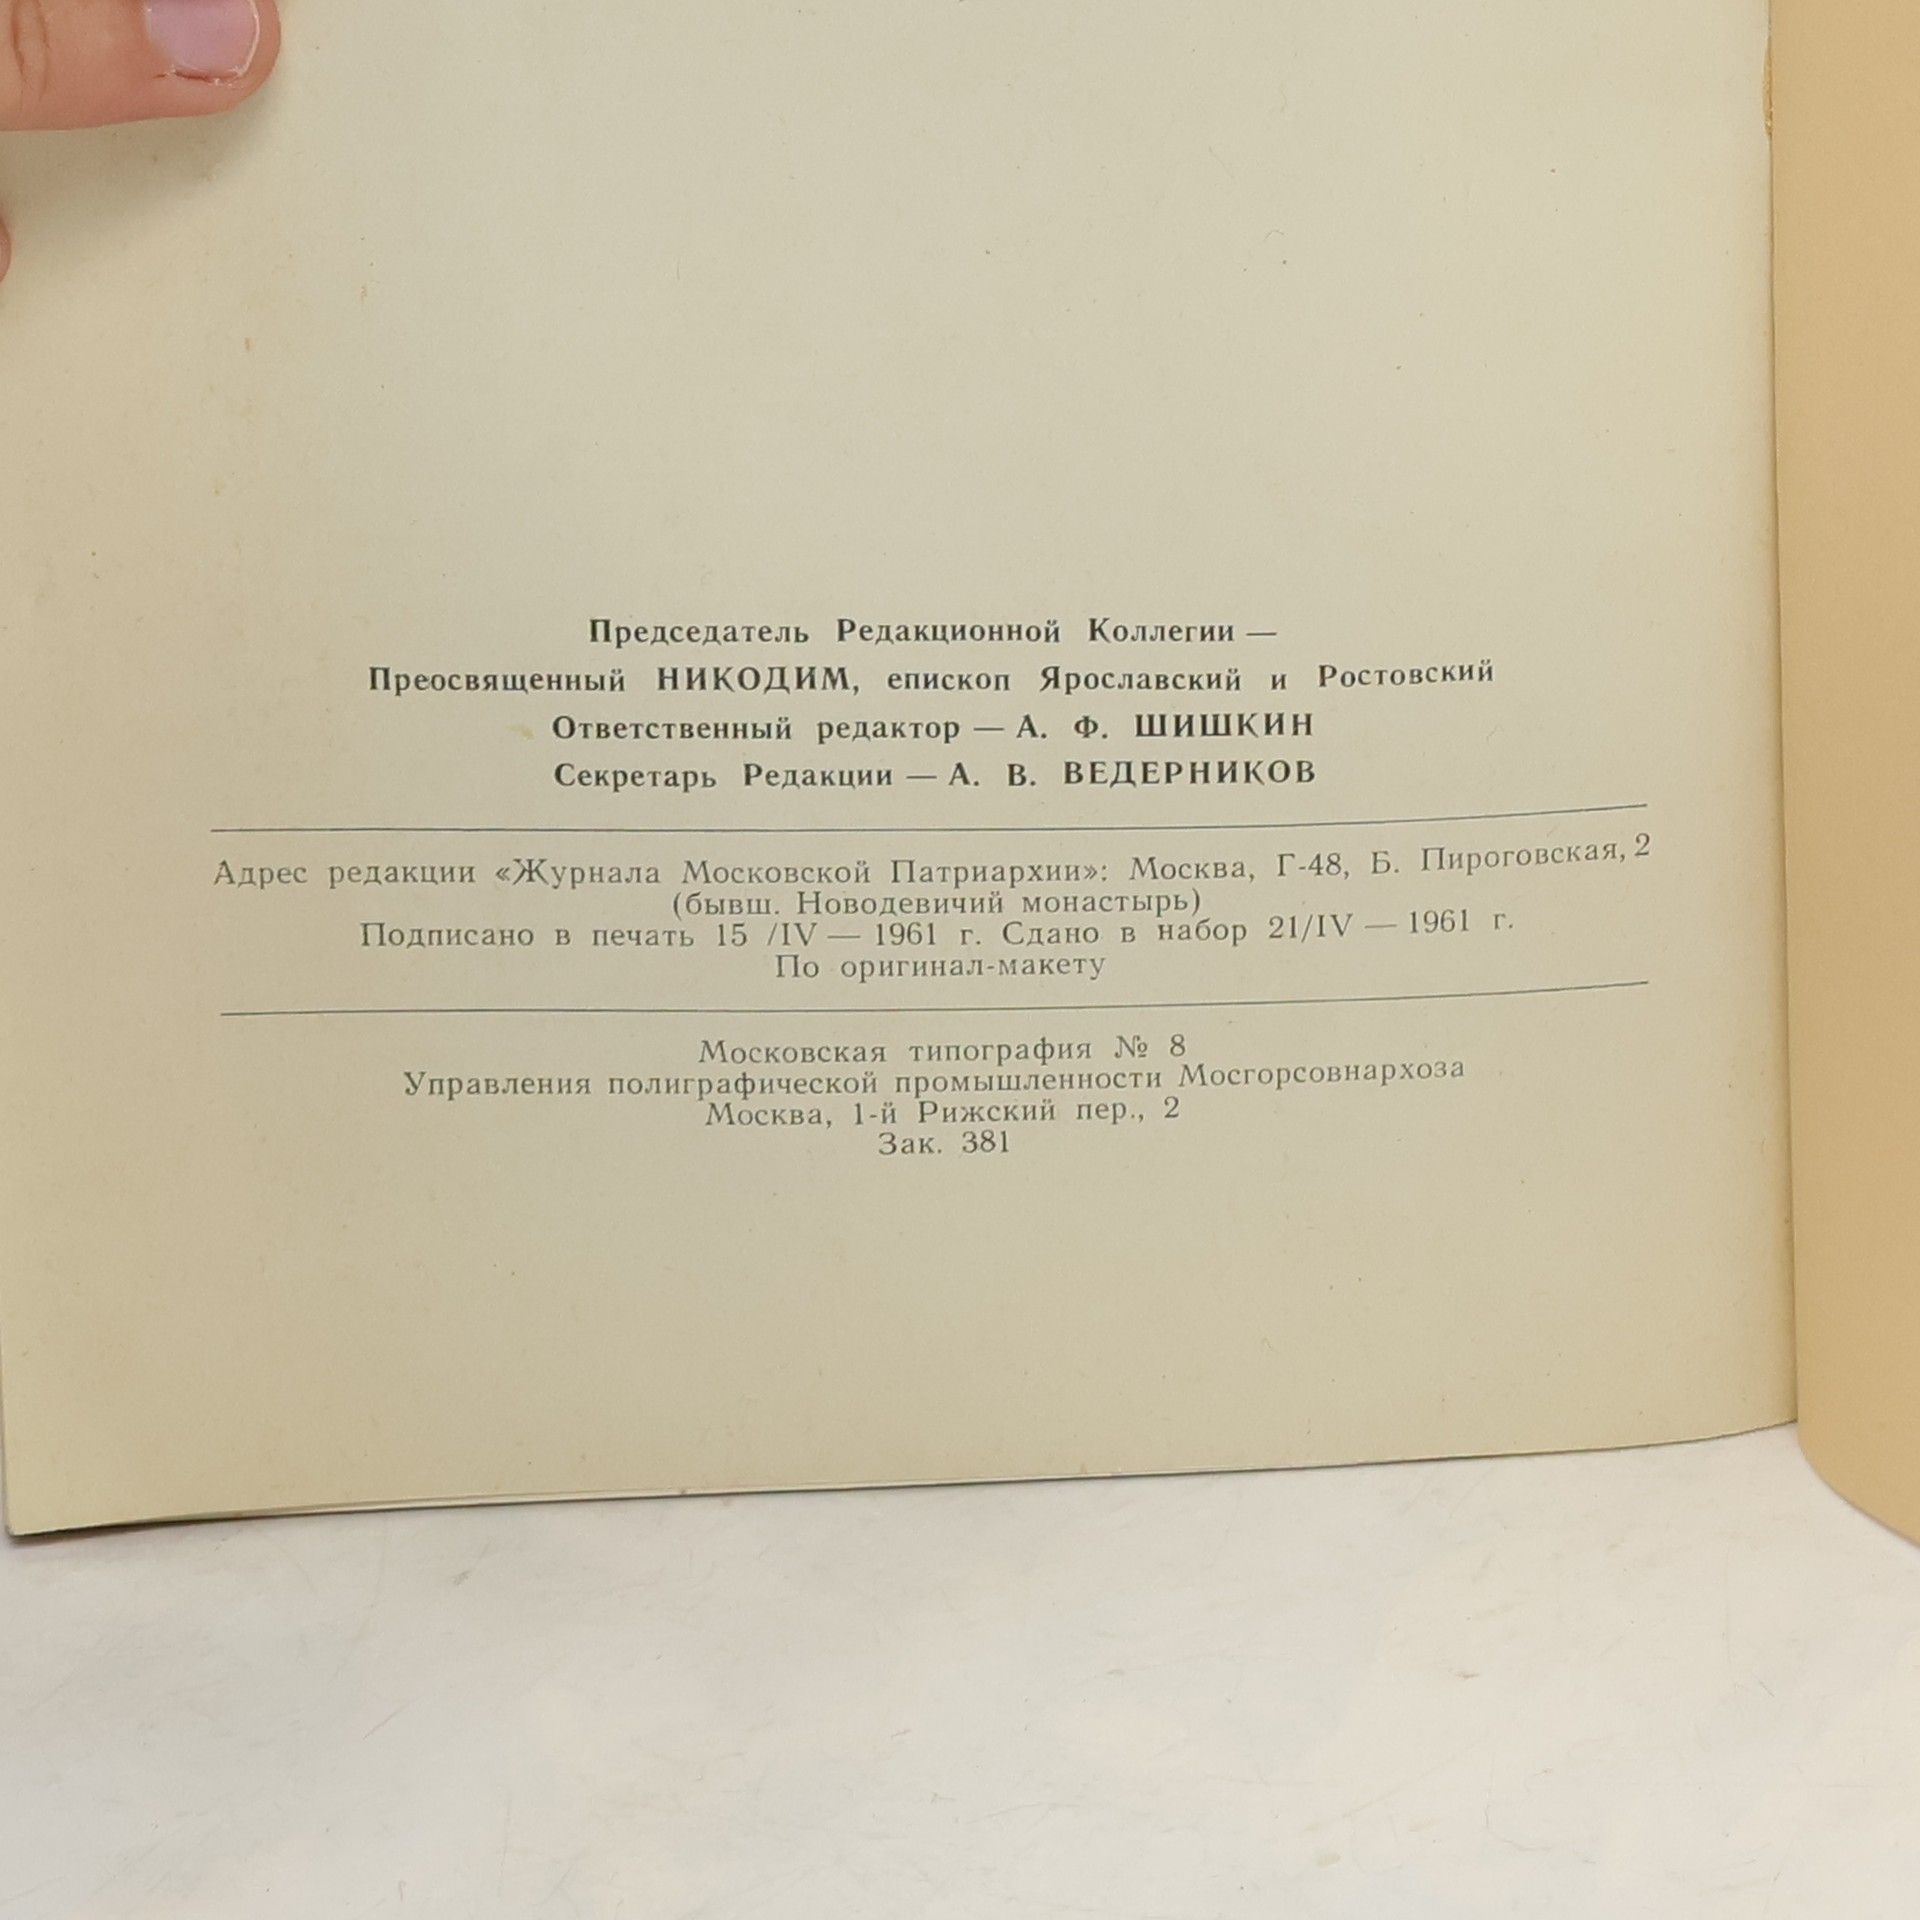 Председатель Редакционной Коллегии —
Преосвященный НИКОДИМ, епископ Ярославский и Ростовский
Ответственный редактор — А. Ф. ШИШКИН
Секретарь Редакции — А. В. ВЕДЕРНИКОВ
Адрес редакции «Журнала Московской Патриархии»: Москва, Г-48, Б. Пироговская, 2
(бывш. Новодевичий монастырь)
Подписано в печать 15 /IV — 1961 г. Сдано в набор 21/IV — 1961 г.
По оригинал-макету
Московская типография № 8
Управления полиграфической промышленности Мосгорсовнархоза
Москва, 1-й Рижский пер., 2
Зак. 381